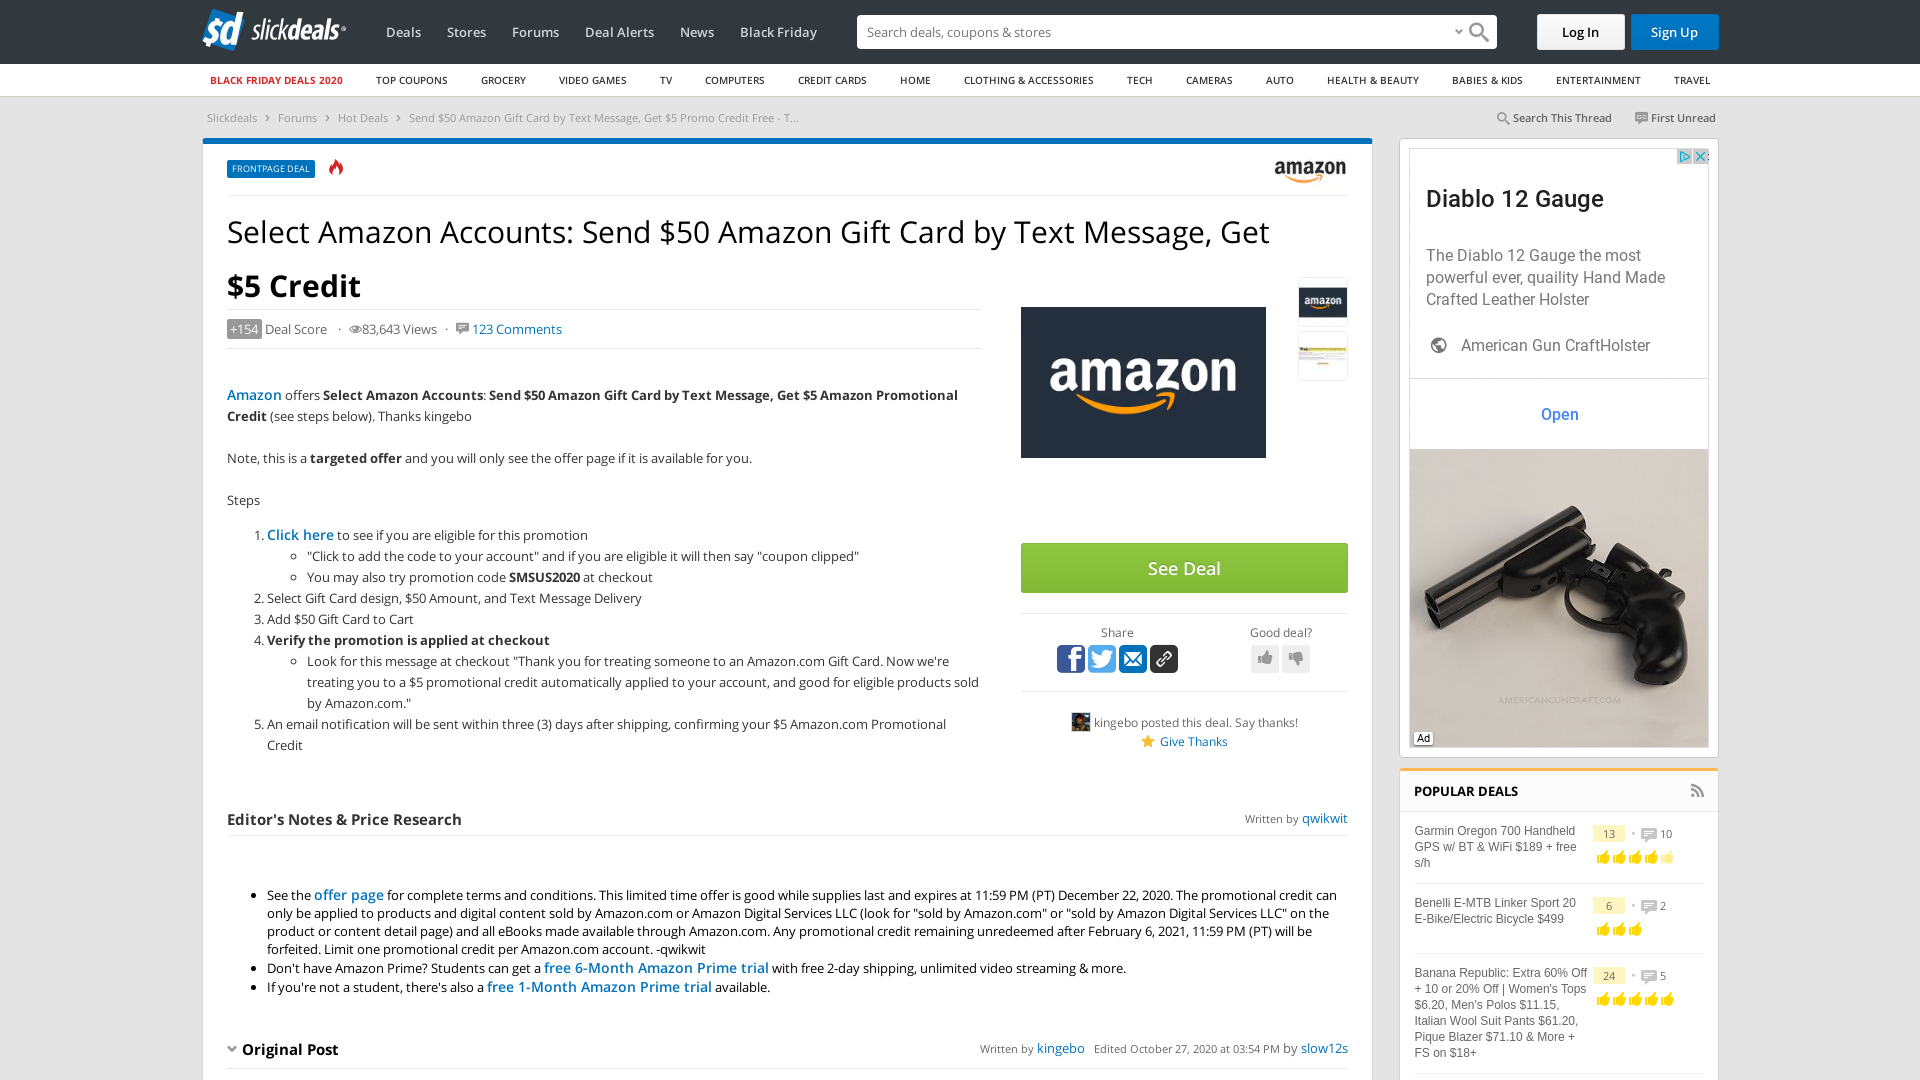 sd slickdeals
Deals Stores Forums Deal Alerts News Black Friday
Search deals, coupons & shopping
Log In
Sign Up
BLACK FRIDAY DEALS 2020 TOP COUPONS GROCERY VIDEO GAMES TV COMPUTERS CREDIT CARDS HOME CLOTHING & ACCESSORIES TECH CAMERAS AUTO HEALTH & BEAUTY BABIES & KIDS ENTERTAINMENT TRAVEL
Slickdeals > Forums > Hot Deals > Send $50 Amazon Gift Card by Text Message, Get $5 Promo Credit Free - T...
Search This Thread First Unread
FRONTPAGE DEAL
amazon
Select Amazon Accounts: Send $50 Amazon Gift Card by Text Message, Get
$5 Credit
+154 Deal Score · 83,643 Views · 123 Comments
Amazon offers Select Amazon Accounts: Send $50 Amazon Gift Card by Text Message, Get $5 Amazon Promotional
Credit (see steps below). Thanks kingebo
Note, this is a targeted offer and you will only see the offer page if it is available for you.
Steps
1. Click here to see if you are eligible for this promotion
"Click to add the code to your account" and if you are eligible it will then say "coupon clipped"
You may also try promotion code SMSUS2020 at checkout
2. Select Gift Card design, $50 Amount, and Text Message Delivery
3. Add $50 Gift Card to Cart
4. Verify the promotion is applied at checkout
Look for this message at checkout "Thank you for treating someone to an Amazon.com Gift Card. Now we're
treating you to a $5 promotional credit automatically applied to your account, and good for eligible products sold
by Amazon.com."
5. An email notification will be sent within three (3) days after shipping, confirming your $5 Amazon.com Promotional
Credit
amazon
amazon
See Deal
Share
Good deal?
kingebo posted this deal. Say thanks!
Give Thanks
Editor's Notes & Price Research
Written by qwikwit
See the offer page for complete terms and conditions. This limited time offer is good while supplies last and expires at 11:59 PM (PT) December 22, 2020. The promotional credit can
only be applied to products and digital content sold by Amazon.com or Amazon Digital Services LLC (look for "sold by Amazon.com" or "sold by Amazon Digital Services LLC" on the
product or content detail page) and all eBooks made available through Amazon.com. Any promotional credit remaining unredeemed after February 6, 2021, 11:59 PM (PT) will be
forfeited. Limit one promotional credit per Amazon.com account. -qwikwit
Don't have Amazon Prime? Students can get a free 6-Month Amazon Prime trial with free 2-day shipping, unlimited video streaming & more.
If you're not a student, there's also a free 1-Month Amazon Prime trial available.
Original Post
Written by kingebo Edited October 27, 2020 at 03:54 PM by slow12s
Diablo 12 Gauge
The Diablo 12 Gauge the most
powerful ever, quaility Hand Made
Crafted Leather Holster
American Gun CraftHolster
Open
AMERICANGUNCRAFT.COM
Ad
POPULAR DEALS
Garmin Oregon 700 Handheld
GPS w/ BT & WiFi $189 + free
s/h
13 10
Benelli E-MTB Linker Sport 20
E-Bike/Electric Bicycle $499
6 2
Banana Republic: Extra 60% Off
+ 10 or 20% Off | Women's Tops
$6.20, Men's Polos $11.15,
Italian Wool Suit Pants $61.20,
Pique Blazer $71.10 & More +
FS on $18+
24 5